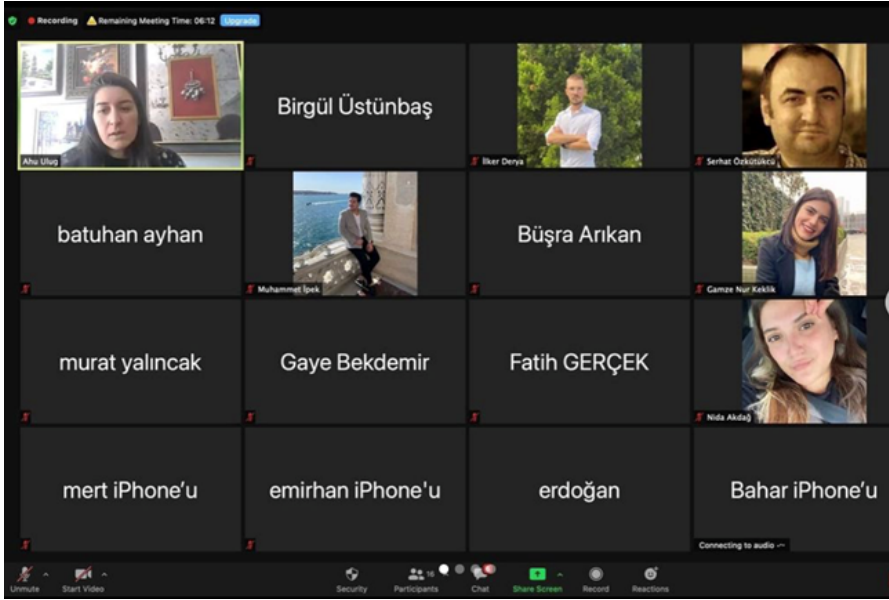 Recording Remaining Meeting Time: 06:12 Upgrade
Ahu Ulug
Birgül Üstünbaş
İlker Derya
Serhat Özkütükcü
batuhan ayhan
Muhammet İpek
Büşra Arıkan
Gamze Nur Keklik
murat yalıncak
Gaye Bekdemir
Fatih GERÇEK
Nida Akdağ
mert iPhone’u
emirhan iPhone'u
erdoğan
Bahar iPhone’u
Connecting to audio
Unmute Start Video Security Participants 16 Chat Share Screen Record Reactions